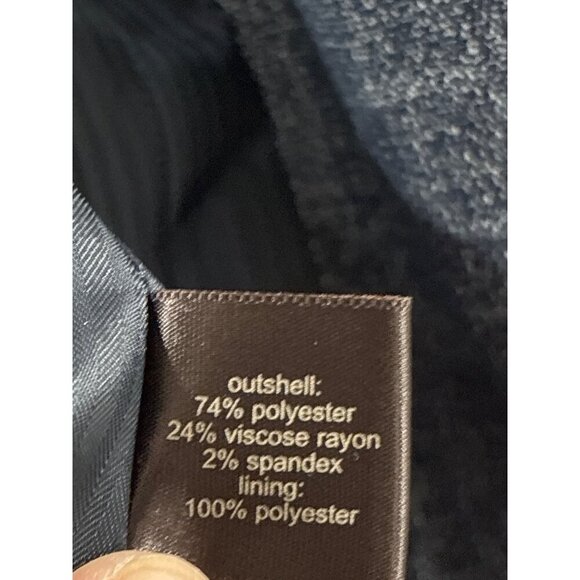 outshell:
74% polyester
24% viscose rayon
2% spandex
lining:
100% polyester